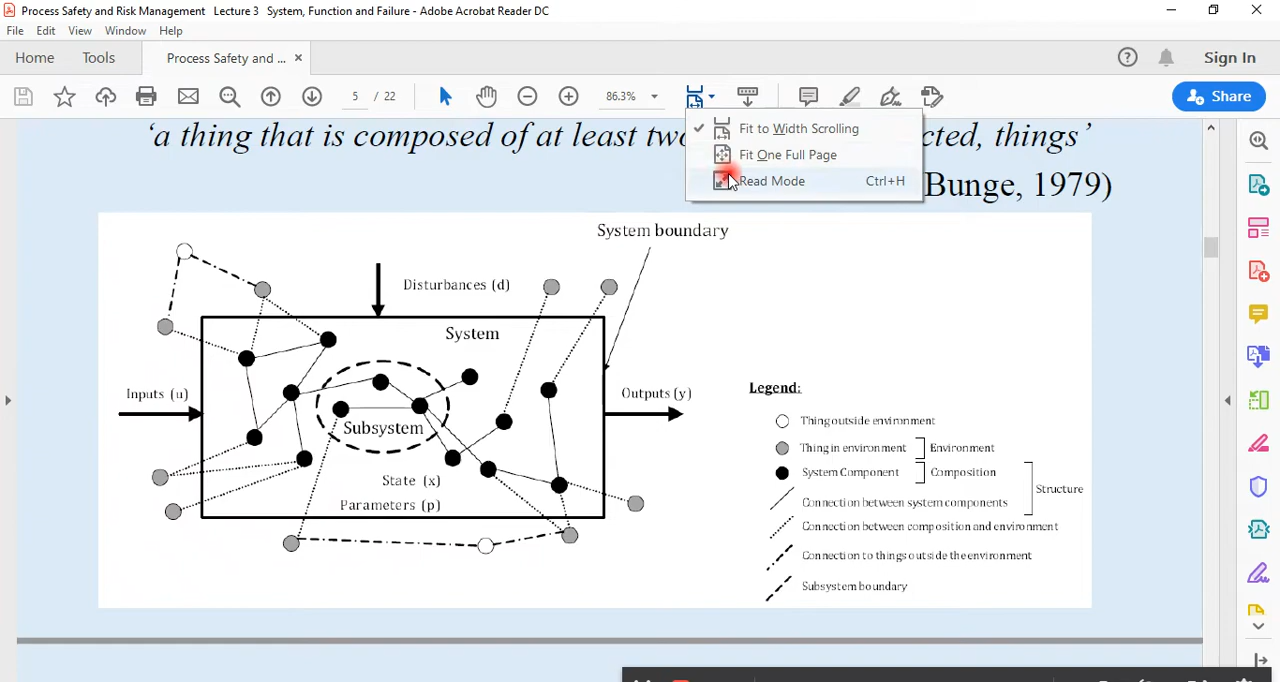 Process Safety and Risk Management   Lecture 3   System, Function and Failure - Adobe Acrobat Reader DC
File Edit View Window Help
Home Tools Process Safety and ... × Sign In
5 / 22 86.3% Share
Fit to Width Scrolling
Fit One Full Page
Read Mode Ctrl+H
‘a thing that is composed of at least two
cted, things’
Bunge, 1979)
System boundary
Disturbances (d)
System
Inputs (u)
Outputs (y)
Subsystem
State (x)
Parameters (p)
Legend:
Thing outside environment
Thing in environment Environment
System Component Composition
Structure
Connection between system components
Connection between composition and environment
Connection to things outside the environment
Subsystem boundary